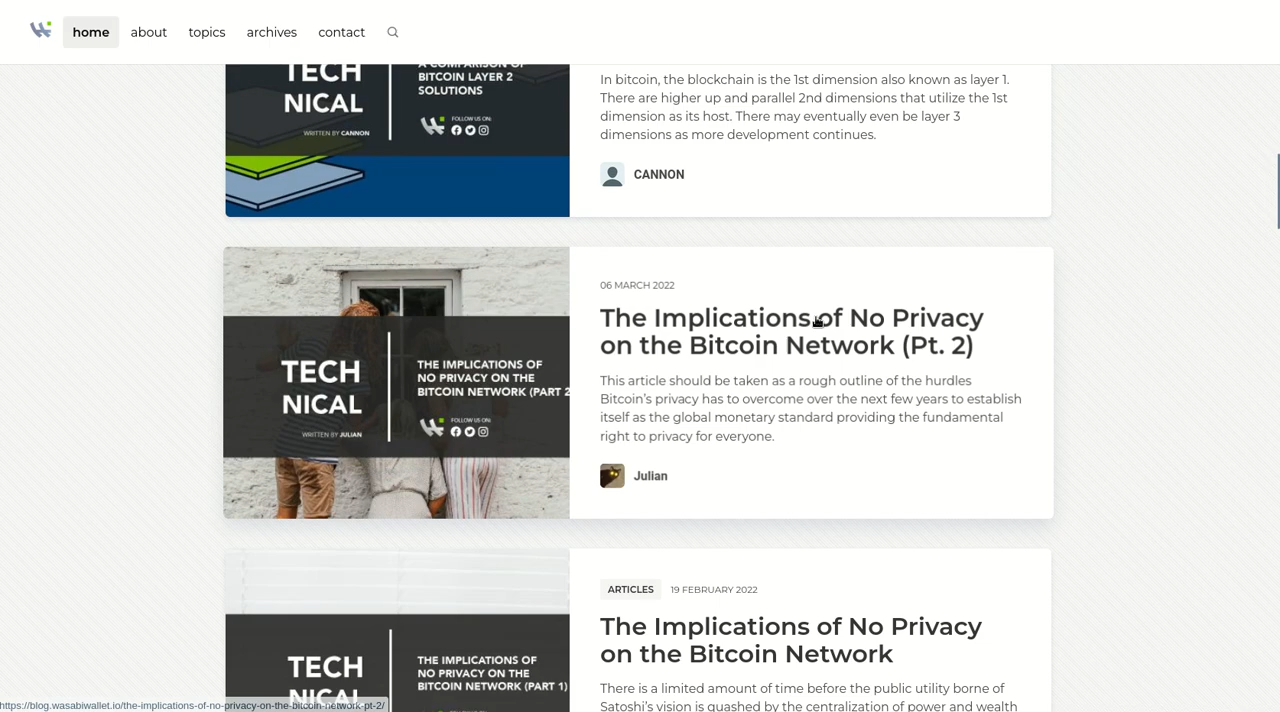 home
about
topics
archives
contact
TECH
NICAL
A COMPARISON OF
BITCOIN LAYER 2
SOLUTIONS
FOLLOW US ON:
WRITTEN BY CANNON
In bitcoin, the blockchain is the 1st dimension also known as layer 1.
There are higher up and parallel 2nd dimensions that utilize the 1st
dimension as its host. There may eventually even be layer 3
dimensions as more development continues.
CANNON
TECH
NICAL
THE IMPLICATIONS OF
NO PRIVACY ON THE
BITCOIN NETWORK (PART 2
FOLLOW US ON:
WRITTEN BY JULIAN
06 MARCH 2022
The Implications of No Privacy
on the Bitcoin Network (Pt. 2)
This article should be taken as a rough outline of the hurdles
Bitcoin’s privacy has to overcome over the next few years to establish
itself as the global monetary standard providing the fundamental
right to privacy for everyone.
Julian
TECH
NICAL
THE IMPLICATIONS OF
NO PRIVACY ON THE
BITCOIN NETWORK (PART 1)
ARTICLES
19 FEBRUARY 2022
The Implications of No Privacy
on the Bitcoin Network
There is a limited amount of time before the public utility borne of
Satoshi’s vision is quashed by the centralization of power and wealth
https://blog.wasabiwallet.io/the-implications-of-no-privacy-on-the-bitcoin-network-pt-2/